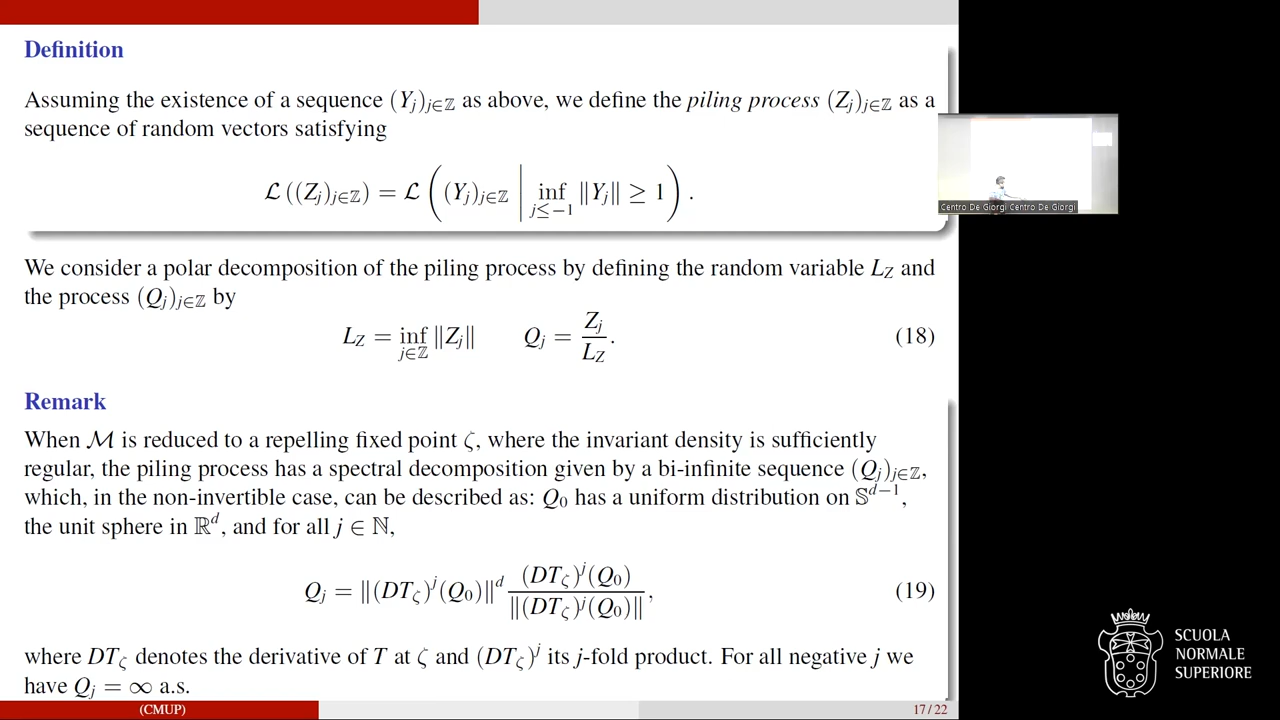 Definition
Assuming the existence of a sequence (Y_j)_{j∈ℤ} as above, we define the piling process (Z_j)_{j∈ℤ} as a
sequence of random vectors satisfying
ℒ ((Z_j)_{j∈ℤ}) = ℒ ( (Y_j)_{j∈ℤ} | inf_{j≤−1} ‖Y_j‖ ≥ 1 ) .
We consider a polar decomposition of the piling process by defining the random variable L_Z and
the process (Q_j)_{j∈ℤ} by
L_Z = inf_{j∈ℤ} ‖Z_j‖ Q_j = Z_j / L_Z . (18)
Remark
When ℳ is reduced to a repelling fixed point ζ, where the invariant density is sufficiently
regular, the piling process has a spectral decomposition given by a bi-infinite sequence (Q_j)_{j∈ℤ},
which, in the non-invertible case, can be described as: Q_0 has a uniform distribution on 𝕊^{d−1},
the unit sphere in ℝ^d, and for all j ∈ ℕ,
Q_j = ‖(DT_ζ)^j(Q_0)‖^d (DT_ζ)^j(Q_0) / ‖(DT_ζ)^j(Q_0)‖ , (19)
where DT_ζ denotes the derivative of T at ζ and (DT_ζ)^j its j-fold product. For all negative j we
have Q_j = ∞ a.s.
(CMUP) 17 / 22
Centro De Giorgi Centro De Giorgi
SCUOLA
NORMALE
SUPERIORE